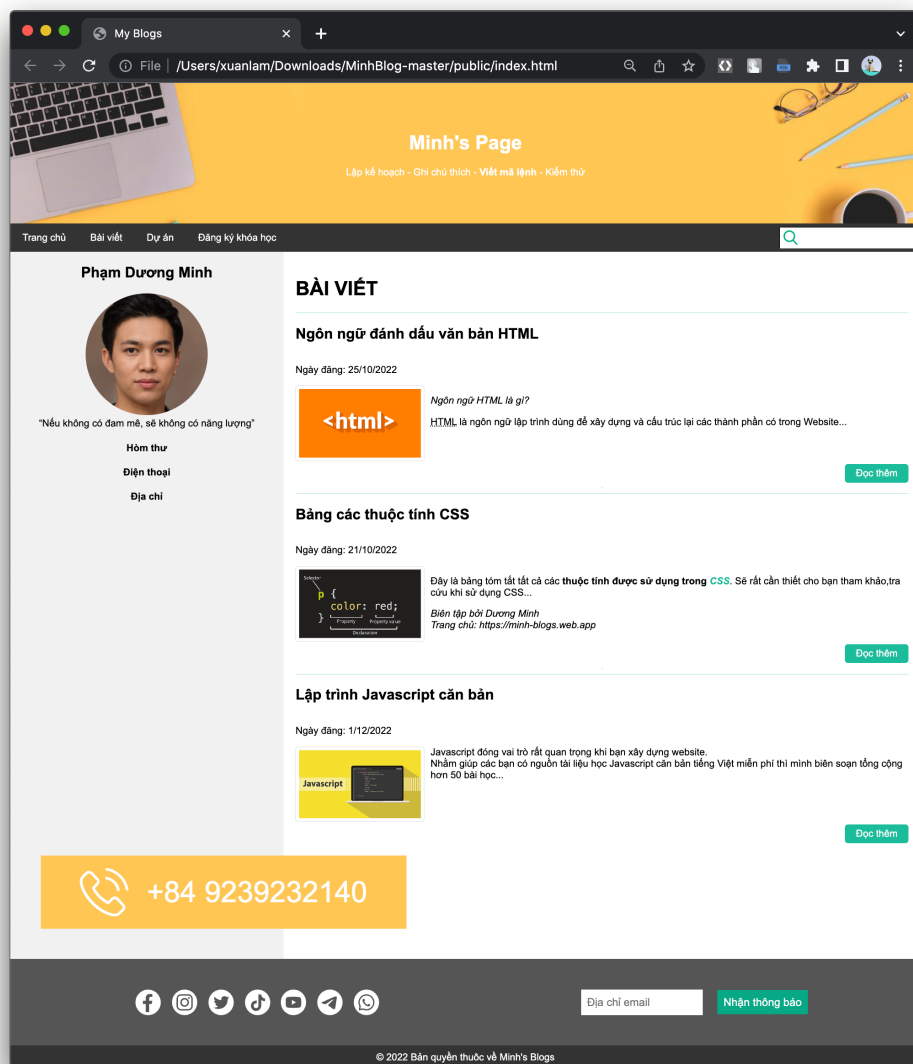 My Blogs
File | /Users/xuanlam/Downloads/MinhBlog-master/public/index.html
Minh's Page
Lập kế hoạch - Ghi chú thích - Viết mã lệnh - Kiểm thử
Trang chủ Bài viết Dự án Đăng ký khóa học
Phạm Dương Minh
"Nếu không có đam mê, sẽ không có năng lượng"
Hòm thư
Điện thoại
Địa chỉ
BÀI VIẾT
Ngôn ngữ đánh dấu văn bản HTML
Ngày đăng: 25/10/2022
<html>
Ngôn ngữ HTML là gì?
HTML là ngôn ngữ lập trình dùng để xây dựng và cấu trúc lại các thành phần có trong Website...
Đọc thêm
Bảng các thuộc tính CSS
Ngày đăng: 21/10/2022
Selector
p {
color: red;
}
Property Property value
Declaration
Đây là bảng tóm tắt tất cả các thuộc tính được sử dụng trong CSS. Sẽ rất cần thiết cho bạn tham khảo,tra
cứu khi sử dụng CSS...
Biên tập bởi Dương Minh
Trang chủ: https://minh-blogs.web.app
Đọc thêm
Lập trình Javascript căn bản
Ngày đăng: 1/12/2022
Javascript
Javascript đóng vai trò rất quan trọng khi bạn xây dựng website.
Nhằm giúp các bạn có nguồn tài liệu học Javascript căn bản tiếng Việt miễn phí thì mình biên soạn tổng cộng
hơn 50 bài học...
Đọc thêm
+84 9239232140
Địa chỉ email
Nhận thông báo
© 2022 Bản quyền thuộc về Minh's Blogs